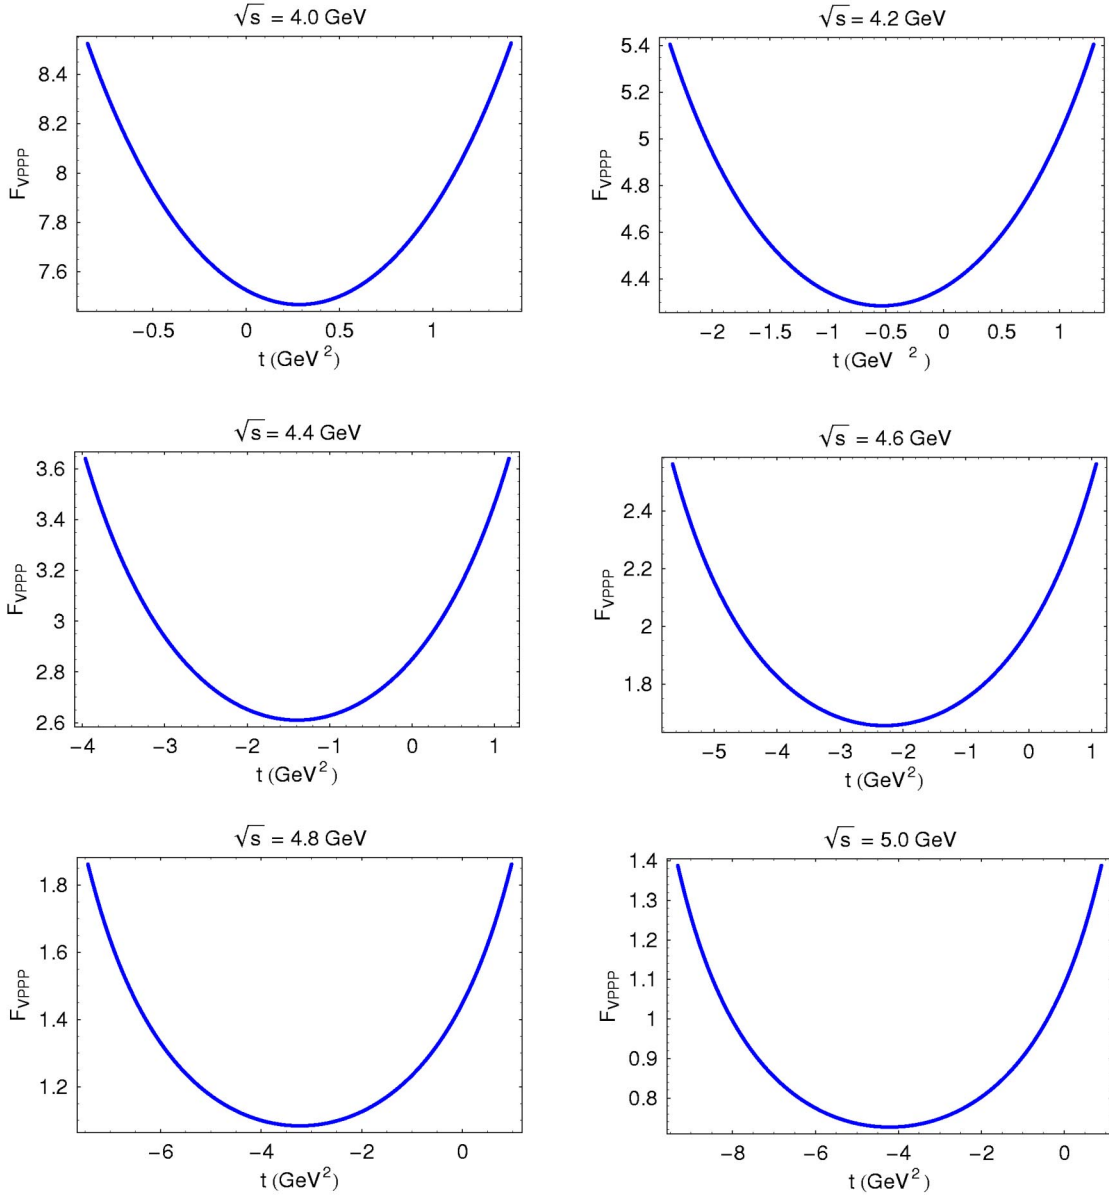 √s = 4.0 GeV
8.4
8.2
8
7.8
7.6
F_VPPP
−0.5 0 0.5 1
t (GeV²)
√s = 4.2 GeV
5.4
5.2
5
4.8
4.6
4.4
F_VPPP
−2 −1.5 −1 −0.5 0 0.5 1
t (GeV ²)
√s = 4.4 GeV
3.6
3.4
3.2
3
2.8
2.6
F_VPPP
−4 −3 −2 −1 0 1
t (GeV²)
√s = 4.6 GeV
2.4
2.2
2
1.8
F_VPPP
−5 −4 −3 −2 −1 0 1
t (GeV²)
√s = 4.8 GeV
1.8
1.6
1.4
1.2
F_VPPP
−6 −4 −2 0
t (GeV²)
√s = 5.0 GeV
1.4
1.3
1.2
1.1
1
0.9
0.8
F_VPPP
−8 −6 −4 −2 0
t (GeV²)